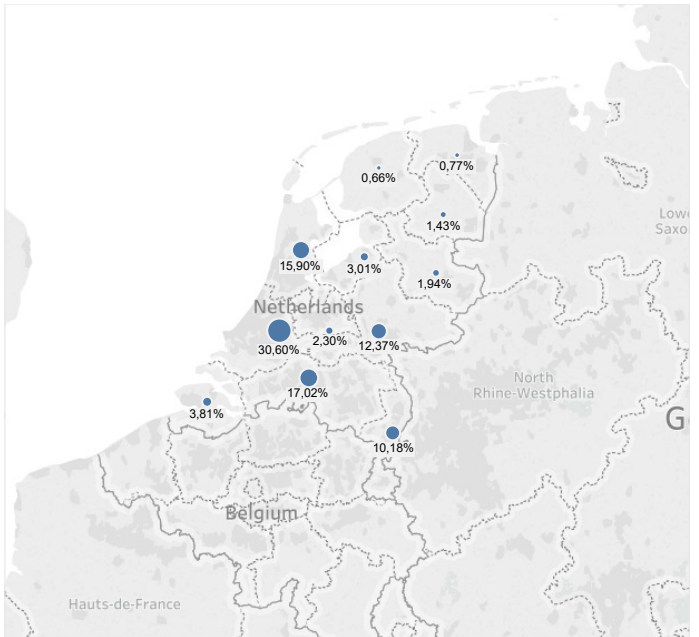 0,66%
0,77%
Lowe
Saxo
1,43%
15,90%
3,01%
1,94%
Netherlands
30,60%
2,30%
12,37%
North
Rhine-Westphalia
17,02%
3,81%
G
10,18%
Belgium
Hauts-de-France